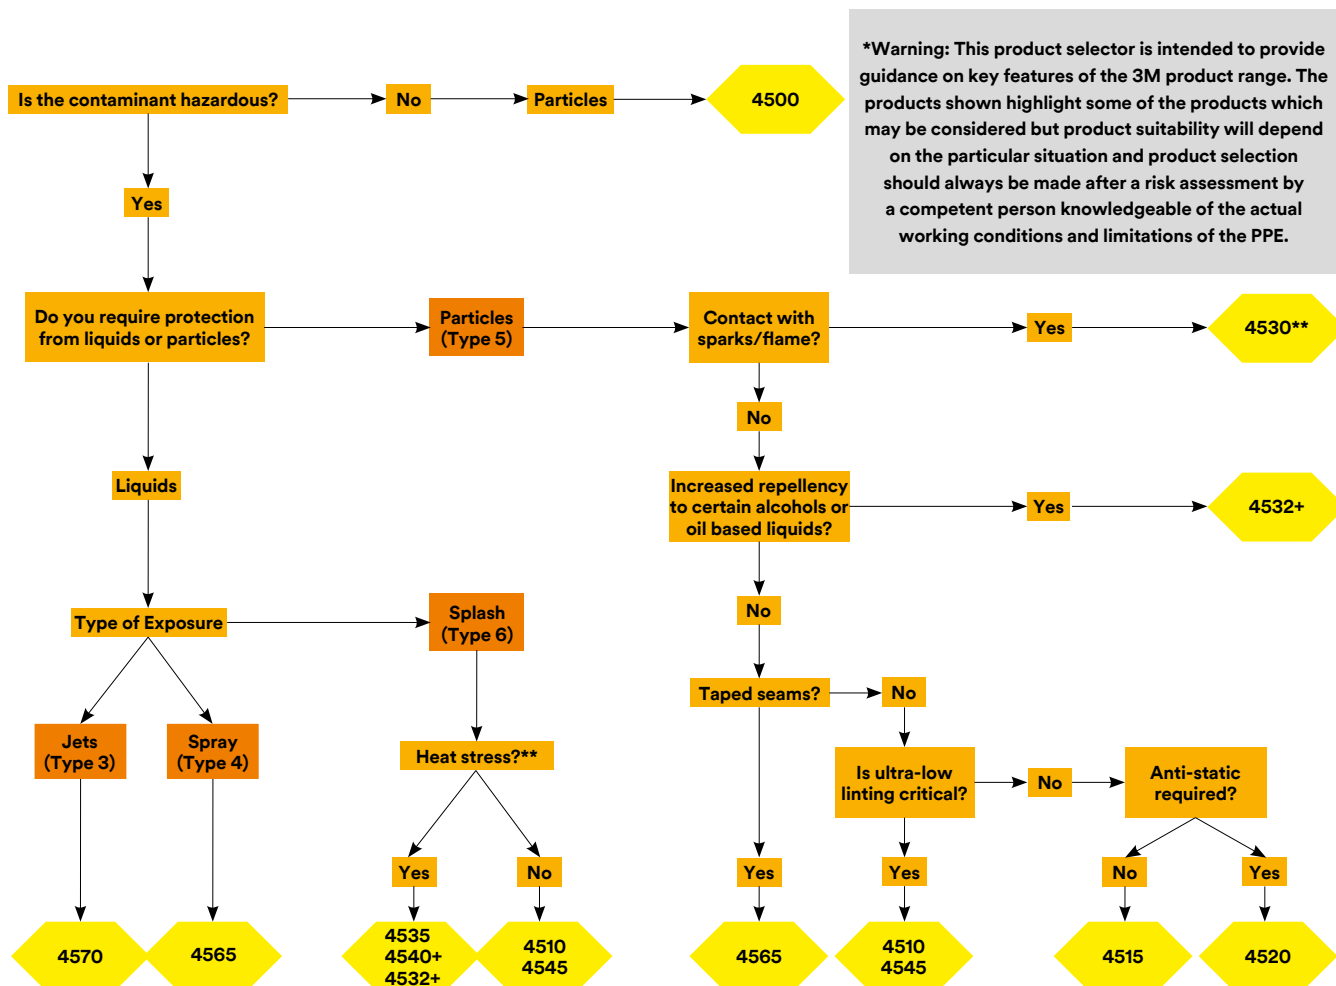 Is the contaminant hazardous?
No
Particles
4500
*Warning: This product selector is intended to provide
guidance on key features of the 3M product range. The
products shown highlight some of the products which
may be considered but product suitability will depend
on the particular situation and product selection
should always be made after a risk assessment by
a competent person knowledgeable of the actual
working conditions and limitations of the PPE.
Yes
Do you require protection
from liquids or particles?
Particles
(Type 5)
Contact with
sparks/flame?
Yes
4530**
No
Liquids
Increased repellency
to certain alcohols or
oil based liquids?
Yes
4532+
No
Type of Exposure
Splash
(Type 6)
Taped seams?
No
Jets
(Type 3)
Spray
(Type 4)
Heat stress?**
Is ultra-low
linting critical?
No
Anti-static
required?
Yes
No
Yes
Yes
No
Yes
4570
4565
4535
4540+
4532+
4510
4545
4565
4510
4545
4515
4520